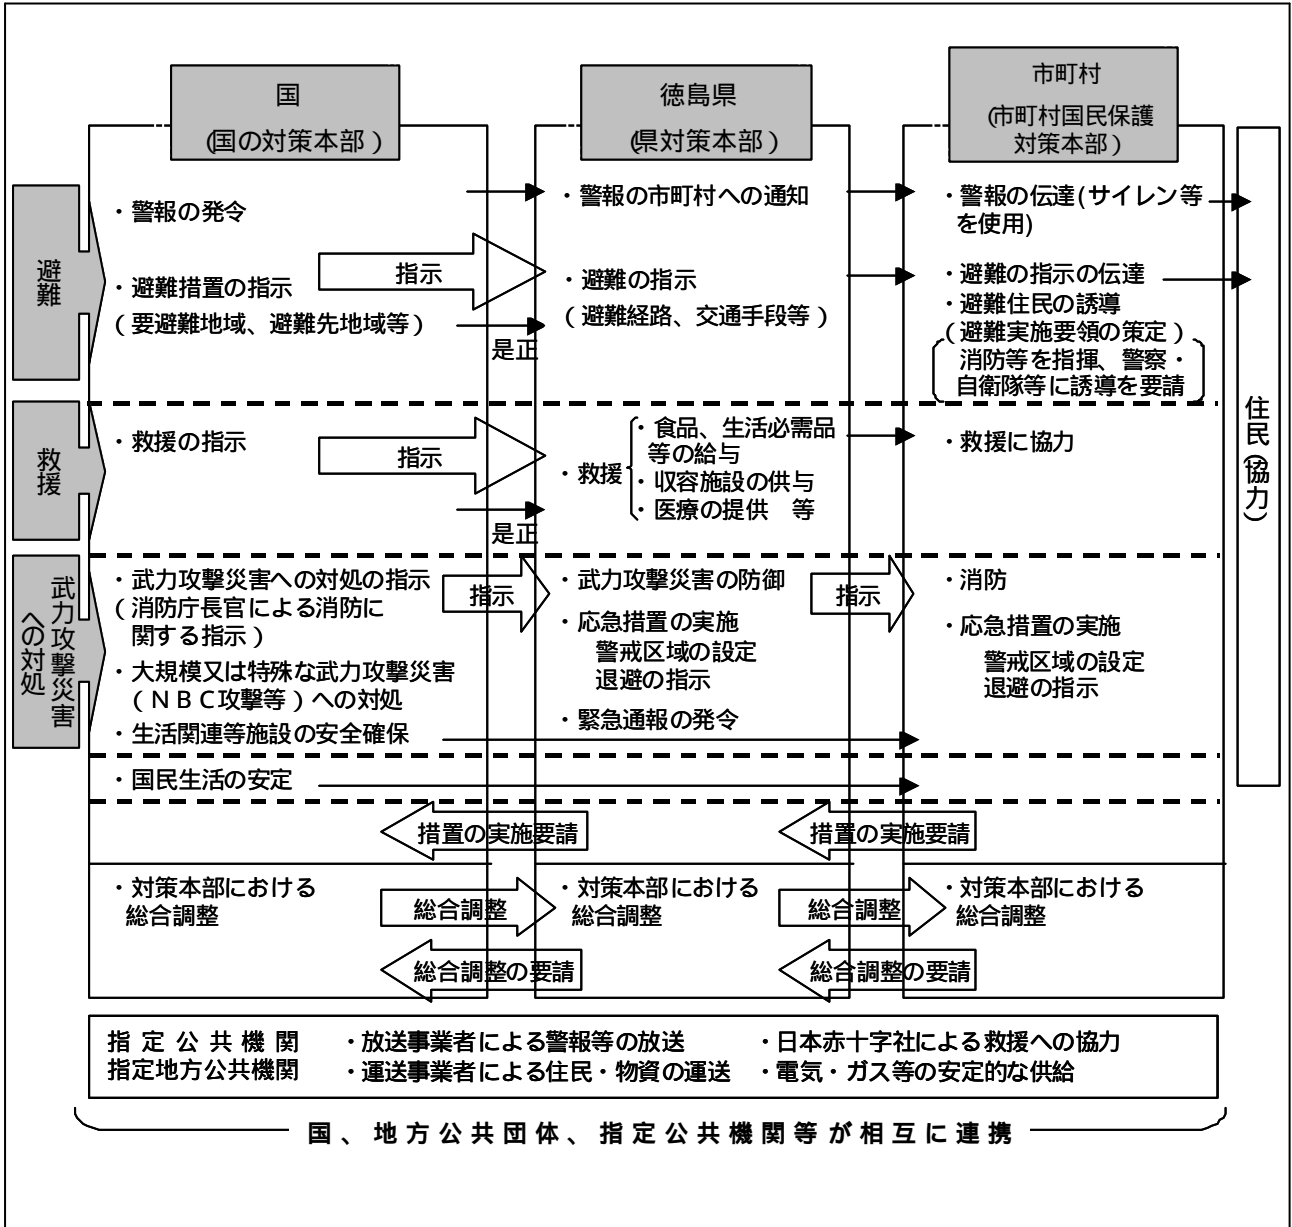 国
(国の対策本部)
徳島県
(県対策本部)
市町村
(市町村国民保護
対策本部)
避難
・警報の発令
・避難措置の指示
(要避難地域、避難先地域等)
指示
是正
・警報の市町村への通知
・避難の指示
(避難経路、交通手段等)
・警報の伝達(サイレン等
を使用)
・避難の指示の伝達
・避難住民の誘導
(避難実施要領の策定)
消防等を指揮、警察・
自衛隊等に誘導を要請
住民(協力)
救援
・救援の指示
指示
是正
・救援
・食品、生活必需品
等の給与
・収容施設の供与
・医療の提供 等
・救援に協力
武力攻撃災害
への対処
・武力攻撃災害への対処の指示
(消防庁長官による消防に
関する指示)
・大規模又は特殊な武力攻撃災害
(NBC攻撃等)への対処
・生活関連等施設の安全確保
指示
・武力攻撃災害の防御
・応急措置の実施
警戒区域の設定
退避の指示
・緊急通報の発令
指示
・消防
・応急措置の実施
警戒区域の設定
退避の指示
・国民生活の安定
措置の実施要請
措置の実施要請
・対策本部における
総合調整
総合調整
・対策本部における
総合調整
総合調整
・対策本部における
総合調整
総合調整の要請
総合調整の要請
指定公共機関
指定地方公共機関
・放送事業者による警報等の放送
・運送事業者による住民・物資の運送
・日本赤十字社による救援への協力
・電気・ガス等の安定的な供給
国、地方公共団体、指定公共機関等が相互に連携